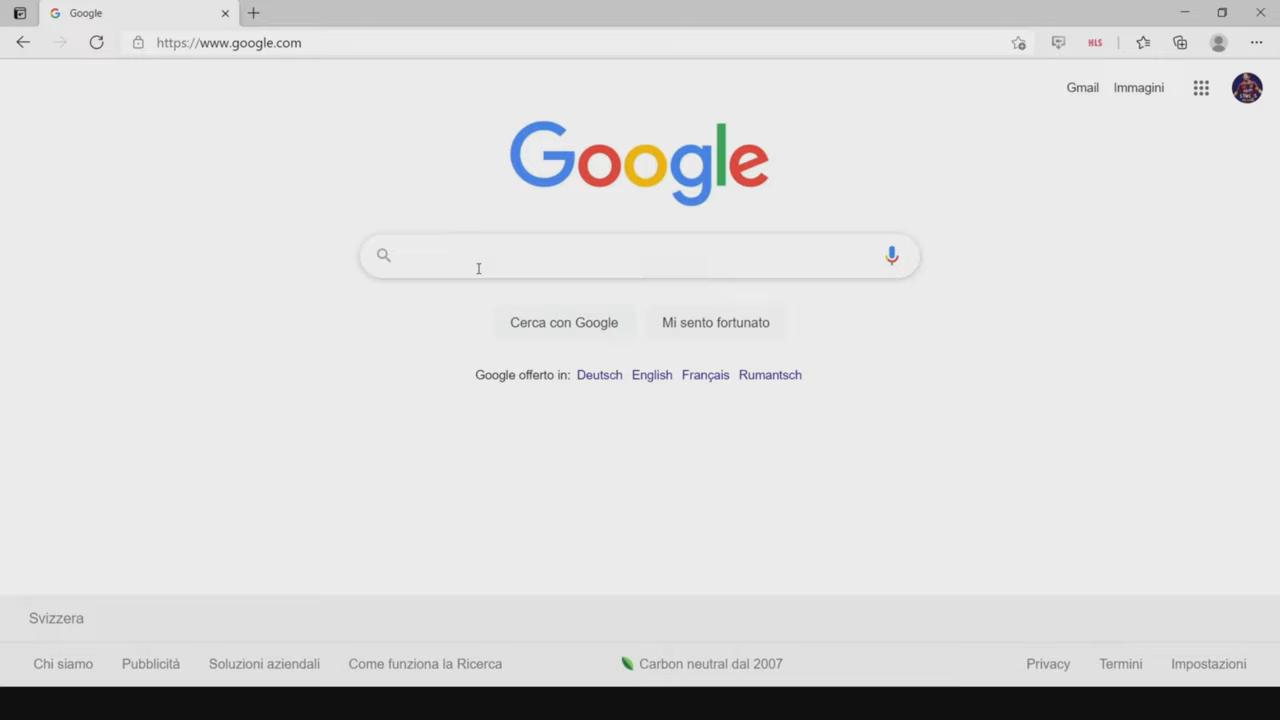 Google
https://www.google.com
HLS
Gmail Immagini
Google
Cerca con Google Mi sento fortunato
Google offerto in: Deutsch English Français Rumantsch
Svizzera
Chi siamo Pubblicità Soluzioni aziendali Come funziona la Ricerca Carbon neutral dal 2007 Privacy Termini Impostazioni